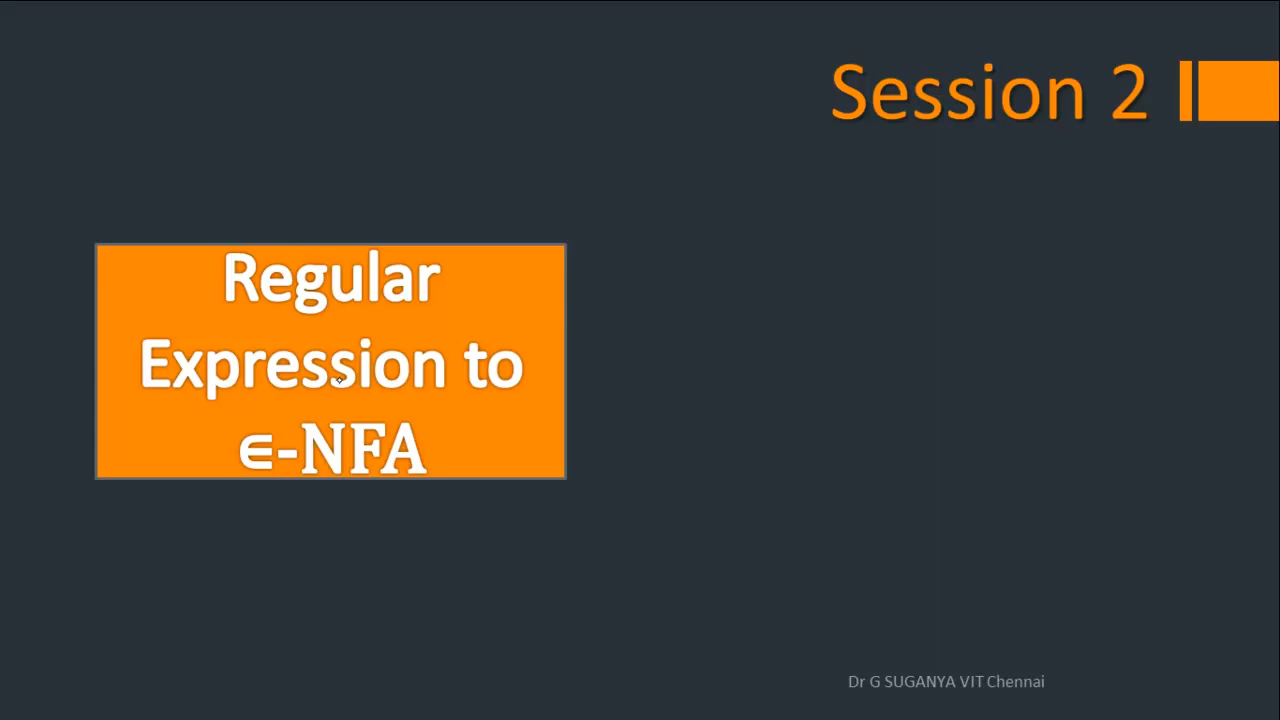 Session 2
Regular
Expression to
∈-NFA
Dr G SUGANYA VIT Chennai